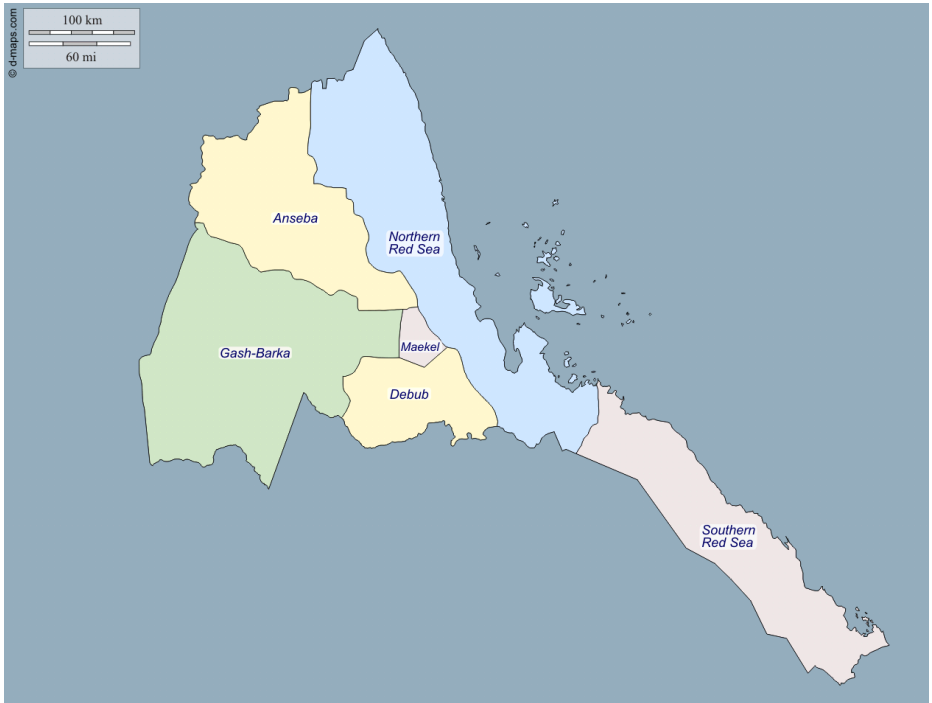 © d-maps.com
100 km
60 mi
Anseba
Northern
Red Sea
Gash-Barka
Maekel
Debub
Southern
Red Sea